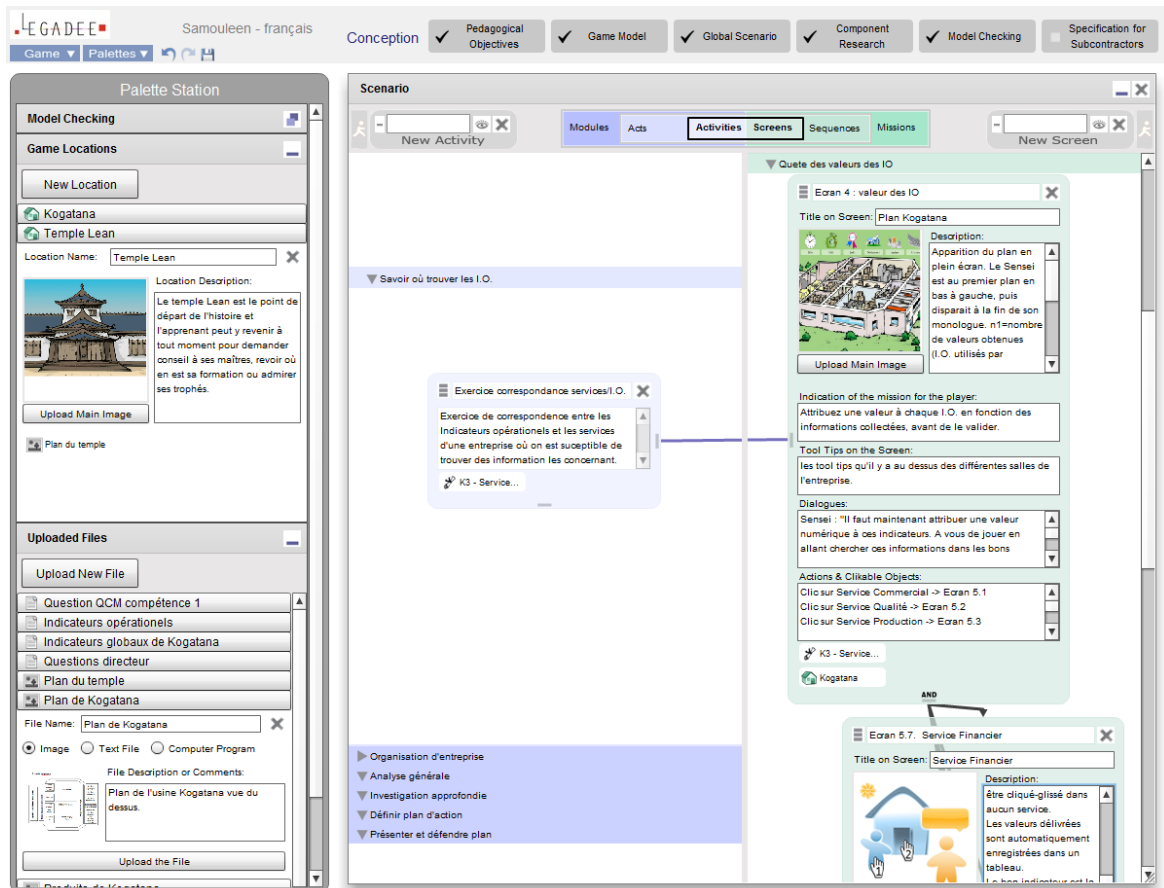 LEGADEE
Samouleen - français
Game ▼ Palettes ▼
Conception
Pedagogical
Objectives
Game Model
Global Scenario
Component
Research
Model Checking
Specification for
Subcontractors
Palette Station
Model Checking
Game Locations
New Location
Kogatana
Temple Lean
Location Name: Temple Lean
Location Description:
Le temple Lean est le point de
départ de l'histoire et
l'apprenant peut y revenir à
tout moment pour demander
conseil à ses maîtres, revoir où
en est sa formation ou admirer
ses trophés.
Upload Main Image
Plan du temple
Uploaded Files
Upload New File
Question QCM compétence 1
Indicateurs opérationels
Indicateurs globaux de Kogatana
Questions directeur
Plan du temple
Plan de Kogatana
File Name: Plan de Kogatana
Image Text File Computer Program
File Description or Comments:
Plan de l'usine Kogatana vue du
dessus.
Upload the File
Produits de Kogatana
Scenario
New Activity
Modules Acts Activities Screens Sequences Missions
New Screen
Savoir où trouver les I.O.
Exercice correspondance services/I.O.
Exercice de correspondence entre les
Indicateurs opérationels et les services
d'une entreprise où on est suceptible de
trouver des information les concernant.
K3 - Service...
Organisation d'entreprise
Analyse générale
Investigation approfondie
Définir plan d'action
Présenter et défendre plan
Quete des valeurs des IO
Ecran 4 : valeur des IO
Title on Screen: Plan Kogatana
Description:
Apparition du plan en
plein écran. Le Sensei
est au premier plan en
bas à gauche, puis
disparait à la fin de son
monologue. n1=nombre
de valeurs obtenues
(I.O. utilisés par
Upload Main Image
Indication of the mission for the player:
Attribuez une valeur à chaque I.O. en fonction des
informations collectées, avant de le valider.
Tool Tips on the Screen:
les tool tips qu'il y a au dessus des différentes salles de
l'entreprise.
Dialogues:
Sensei : "Il faut maintenant attribuer une valeur
numérique à ces indicateurs. A vous de jouer en
allant chercher ces informations dans les bons
Actions & Clikable Objects:
Clic sur Service Commercial -> Ecran 5.1
Clic sur Service Qualité -> Ecran 5.2
Clic sur Service Production -> Ecran 5.3
K3 - Service...
Kogatana
AND
Ecran 5.7. Service Financier
Title on Screen: Service Financier
Description:
être cliqué-glissé dans
aucun service.
Les valeurs délivrées
sont automatiquement
enregistrées dans un
tableau.
Le bon indicateur est le
1
2